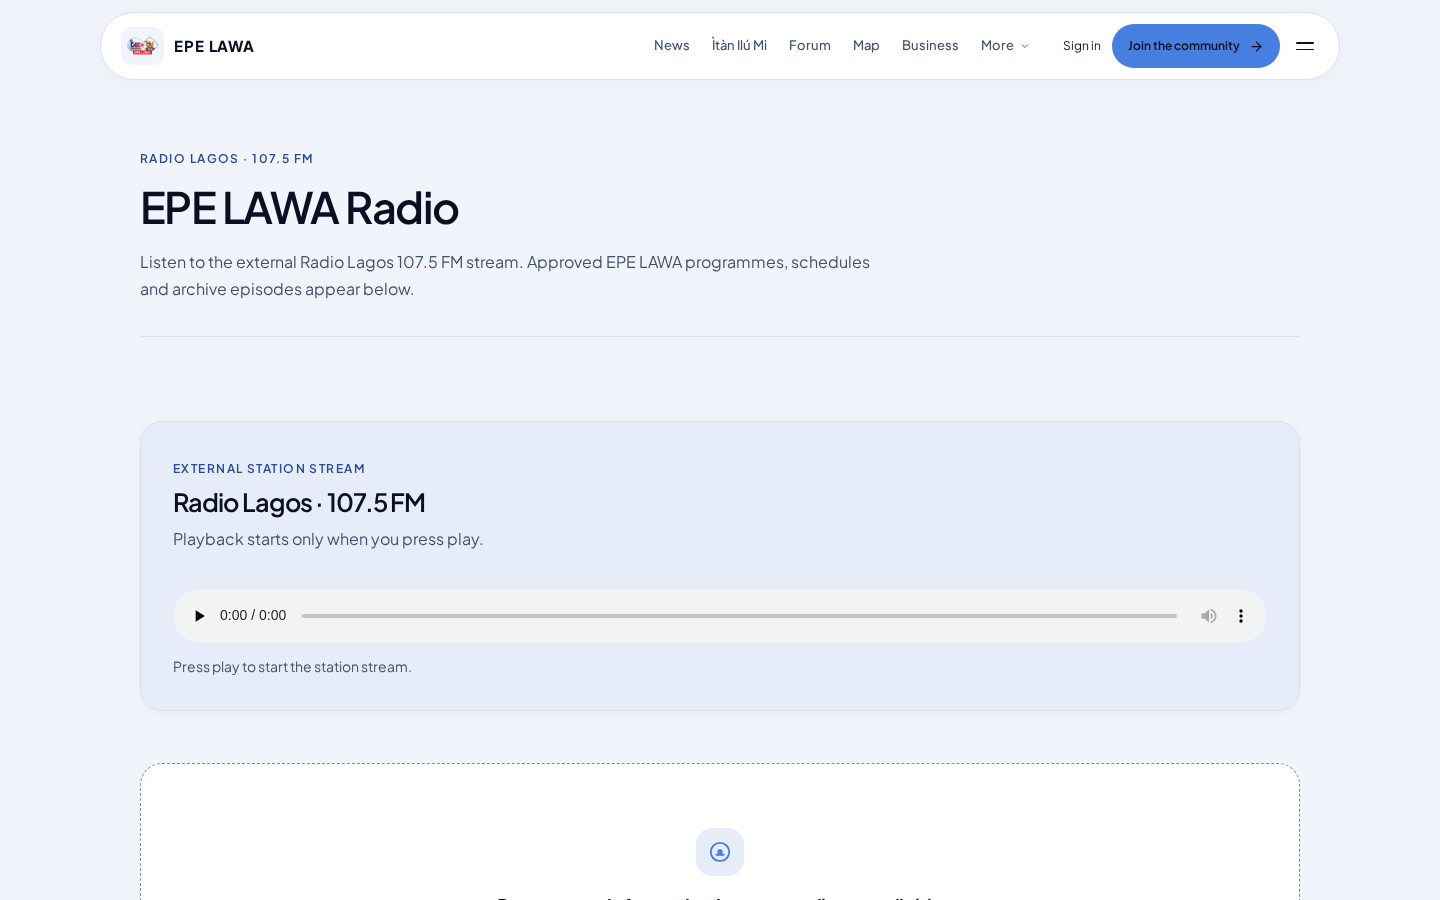 EPE LAWA
News
Ìtàn Ilú Mi
Forum
Map
Business
More
Sign in
Join the community
RADIO LAGOS · 107.5 FM
EPE LAWA Radio
Listen to the external Radio Lagos 107.5 FM stream. Approved EPE LAWA programmes, schedules
and archive episodes appear below.
EXTERNAL STATION STREAM
Radio Lagos · 107.5 FM
Playback starts only when you press play.
0:00 / 0:00
Press play to start the station stream.